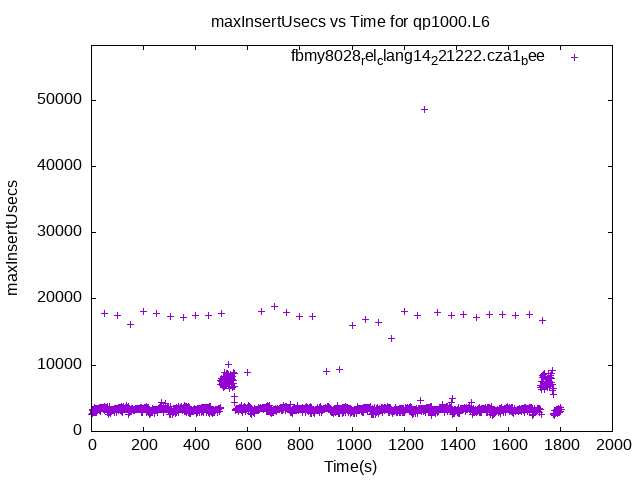 maxInsertUsecs vs Time for qp1000.L6
fbmy8028relclang14221222.cza1bee
maxInsertUsecs
50000
40000
30000
20000
10000
0
0 200 400 600 800 1000 1200 1400 1600 1800 2000
Time(s)